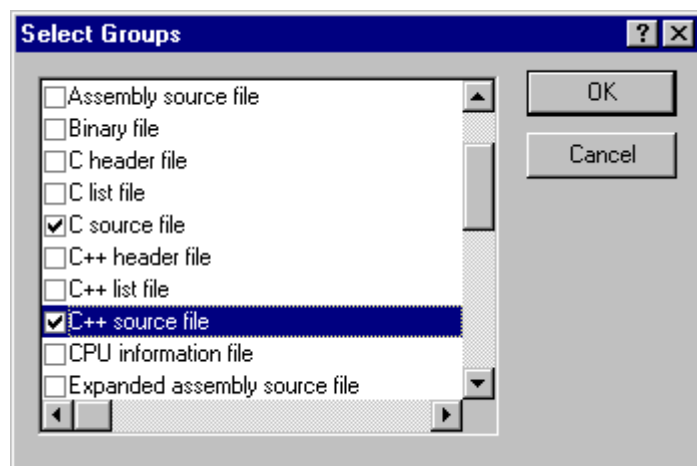 Select Groups
Assembly source file
OK
Binary file
C header file
Cancel
C list file
C source file
C++ header file
C++ list file
C++ source file
CPU information file
Expanded assembly source file